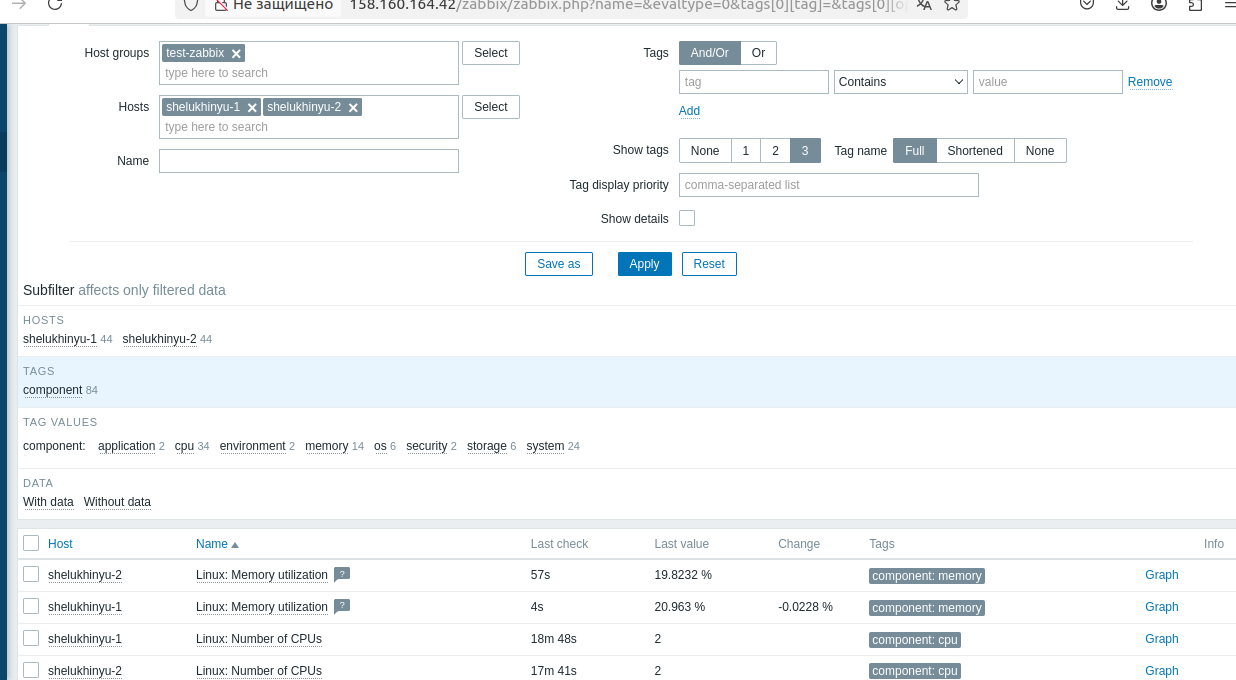 Не защищено 158.160.164.42/zabbix/zabbix.php?name=&evaltype=0&tags[0][tag]=&tags[0][o
Host groups test-zabbix Select Tags And/Or Or
type here to search
tag Contains value Remove
Hosts shelukhinyu-1 shelukhinyu-2 Select
type here to search
Add
Name
Show tags None 1 2 3 Tag name Full Shortened None
Tag display priority comma-separated list
Show details
Save as Apply Reset
Subfilter affects only filtered data
HOSTS
shelukhinyu-1 44 shelukhinyu-2 44
TAGS
component 84
TAG VALUES
component: application 2 cpu 34 environment 2 memory 14 os 6 security 2 storage 6 system 24
DATA
With data Without data
Host Name Last check Last value Change Tags Info
shelukhinyu-2 Linux: Memory utilization ? 57s 19.8232 % component: memory Graph
shelukhinyu-1 Linux: Memory utilization ? 4s 20.963 % -0.0228 % component: memory Graph
shelukhinyu-1 Linux: Number of CPUs 18m 48s 2 component: cpu Graph
shelukhinyu-2 Linux: Number of CPUs 17m 41s 2 component: cpu Graph